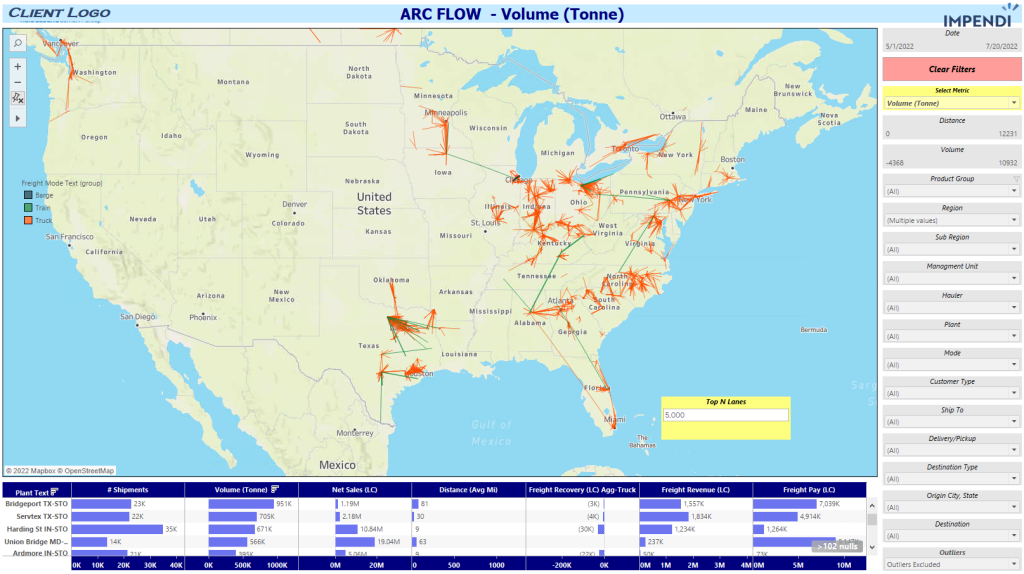 CLIENT LOGO
ARC FLOW - Volume (Tonne)
IMPENDI
Date
5/1/2022 7/20/2022
Clear Filters
Select Metric
Volume (Tonne)
Distance
0 12231
Volume
-4368 10932
Product Group
(All)
Region
(Multiple values)
Sub Region
(All)
Managment Unit
(All)
Hauler
(All)
Plant
(All)
Mode
(All)
Customer Type
(All)
Ship To
(All)
Delivery/Pickup
(All)
Destination Type
(All)
Origin City, State
(All)
Destination
(All)
Outliers
Outliers Excluded
Vancouver
Washington
Montana
North
Dakota
Minnesota
Minneapolis
Ottawa
New
Brunswick
Maine
Nova
Scotia
Oregon
Idaho
South
Dakota
Wisconsin
Michigan
Toronto
New York
Boston
Wyoming
Iowa
Chicago
Freight Mode Text (group)
Barge
Train
Truck
Nebraska
United
States
Illinois
Indiana
Ohio
Pennsylvania
New York
Nevada
Utah
Denver
Colorado
Kansas
Missouri
St. Louis
West
Virginia
Virginia
Kentucky
San Francisco
California
Oklahoma
Arkansas
Tennessee
North
Carolina
Arizona
New
Mexico
Mississippi
Atlanta
South
Carolina
San Diego
Phoenix
Alabama
Georgia
Bermuda
Texas
Louisiana
Houston
Florida
Miami
The
Bahamas
Gulf of
Mexico
Monterrey
Mexico
Top N Lanes
5,000
© 2022 Mapbox © OpenStreetMap
Plant Text # Shipments Volume (Tonne) Net Sales (LC) Distance (Avg Mi) Freight Recovery (LC) Agg-Truck Freight Revenue (LC) Freight Pay (LC)
Bridgeport TX-STO 23K 951K 1.19M 81 (3K) 1,557K 7,039K
Servtex TX-STO 22K 705K 2.18M 30 (4K) 1,834K 4,914K
Harding St IN-STO 35K 671K 10.84M 9 (30K) 1,234K 1,264K
Union Bridge MD-... 14K 566K 19.04M 63 237K
Ardmore IN-STO 21K 395K 5.06M 9 (22K) 50K 73K
>102 nulls
0K 10K 20K 30K 40K 0K 500K 1000K 0M 20M 0 500 1000 -200K 0K 0M 1M 2M 3M 4M 0M 5M 10M